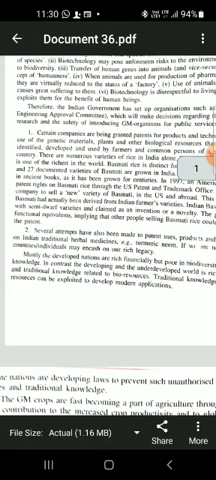 11:30
94%
Document 36.pdf
of species'. (ii) Biotechnology may pose unforeseen risks to the environment
to biodiversity. (iii) Transfer of human genes into animals (and vice-versa
cept of 'humanness'. (iv) When animals are used for production of pharma
they are virtually reduced to the status of a 'factory'. (v) Use of animals
causes great suffering to them. (vi) Biotechnology is disrespectful to living
exploits them for the benefit of human beings.
Therefore, the Indian Government has set up organisations such as
Engineering Approval Committee), which will make decisions regarding
research and the safety of introducing GM-organisms for public services
1. Certain companies are being granted patents for products and techn
use of the genetic materials, plants and other biological resources tha
identified, developed and used by farmers and common persons
country. There are numerous varieties of rice in India alone
is one of the richest in the world. Basmati rice is distinct for
and 27 documented varieties of Basmati are grown in India
in ancient books, as it has been grown for centuries. In 1997, an Americ
patent rights on Basmati rice through the US Patent and Trademark Office
company to sell a 'new' variety of Basmati, in the US and abroad. This
Basmati had actually been derived from Indian farmer's varieties. Indian Bas
with semi-dwarf varieties and claimed as an invention or a novelty. The
functional equivalents, implying that other people selling Basmati rice coul
the patent.
2. Several attempts have also been made to patent uses, products and
on Indian traditional herbal medicines, e.g., turmeric neem. If we
countries/individuals may encash on our rich legacy.
Mostly the developed nations are rich financially but poor in biodiversit
knowledge. In contrast the developing and the underdeveloped world is ric
and traditional knowledge related to bio-resources. Traditional knowledge
resources can be exploited to develop modern applications.
1
nations are developing laws to prevent such unauthorised
es and traditional knowledge.
The GM crops are fast becoming a part of agriculture throu
contribution to the increased crop productivity and to
File Size: Actual (1.16 MB)
Share
More